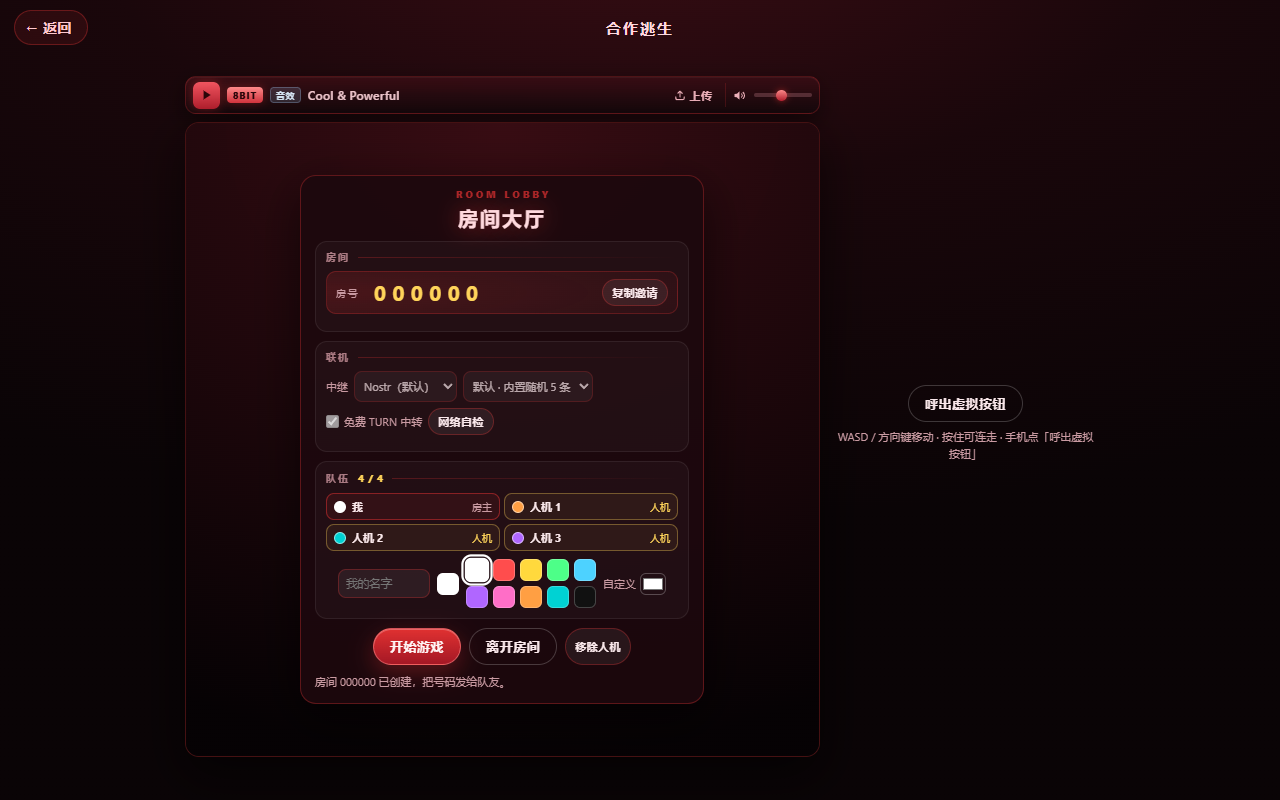 ← 返回
合作逃生
8BIT 音效 Cool & Powerful 上传
ROOM LOBBY
房间大厅
房间
房号 000000 复制邀请
联机
中继 Nostr（默认） 默认 · 内置随机 5 条
免费 TURN 中转 网络自检
队伍 4 / 4
我 房主 人机 1 人机
人机 2 人机 人机 3 人机
我的名字 自定义
开始游戏 离开房间 移除人机
房间 000000 已创建，把号码发给队友。
呼出虚拟按钮
WASD / 方向键移动 · 按住可连走 · 手机点「呼出虚拟
按钮」